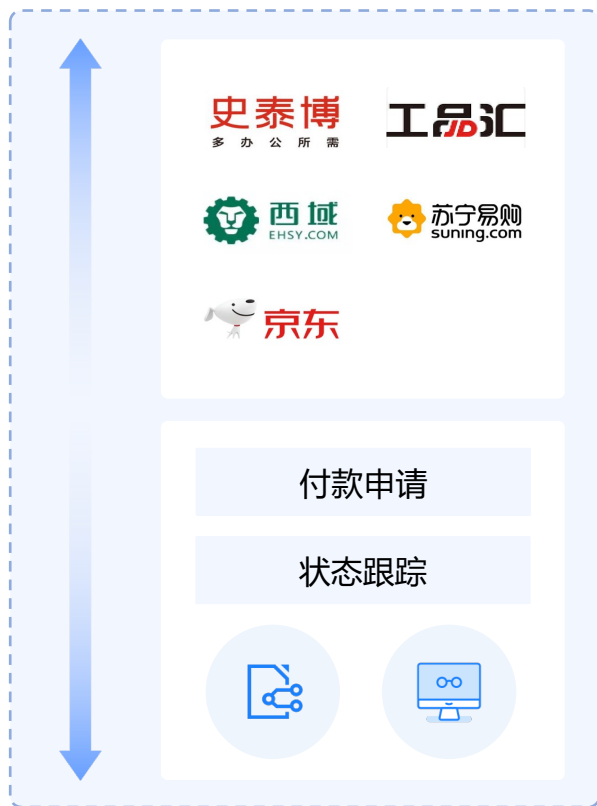 史泰博
多办公所需
工品汇
JD
西域
EHSY.COM
苏宁易购
suning.com
京东
付款申请
状态跟踪